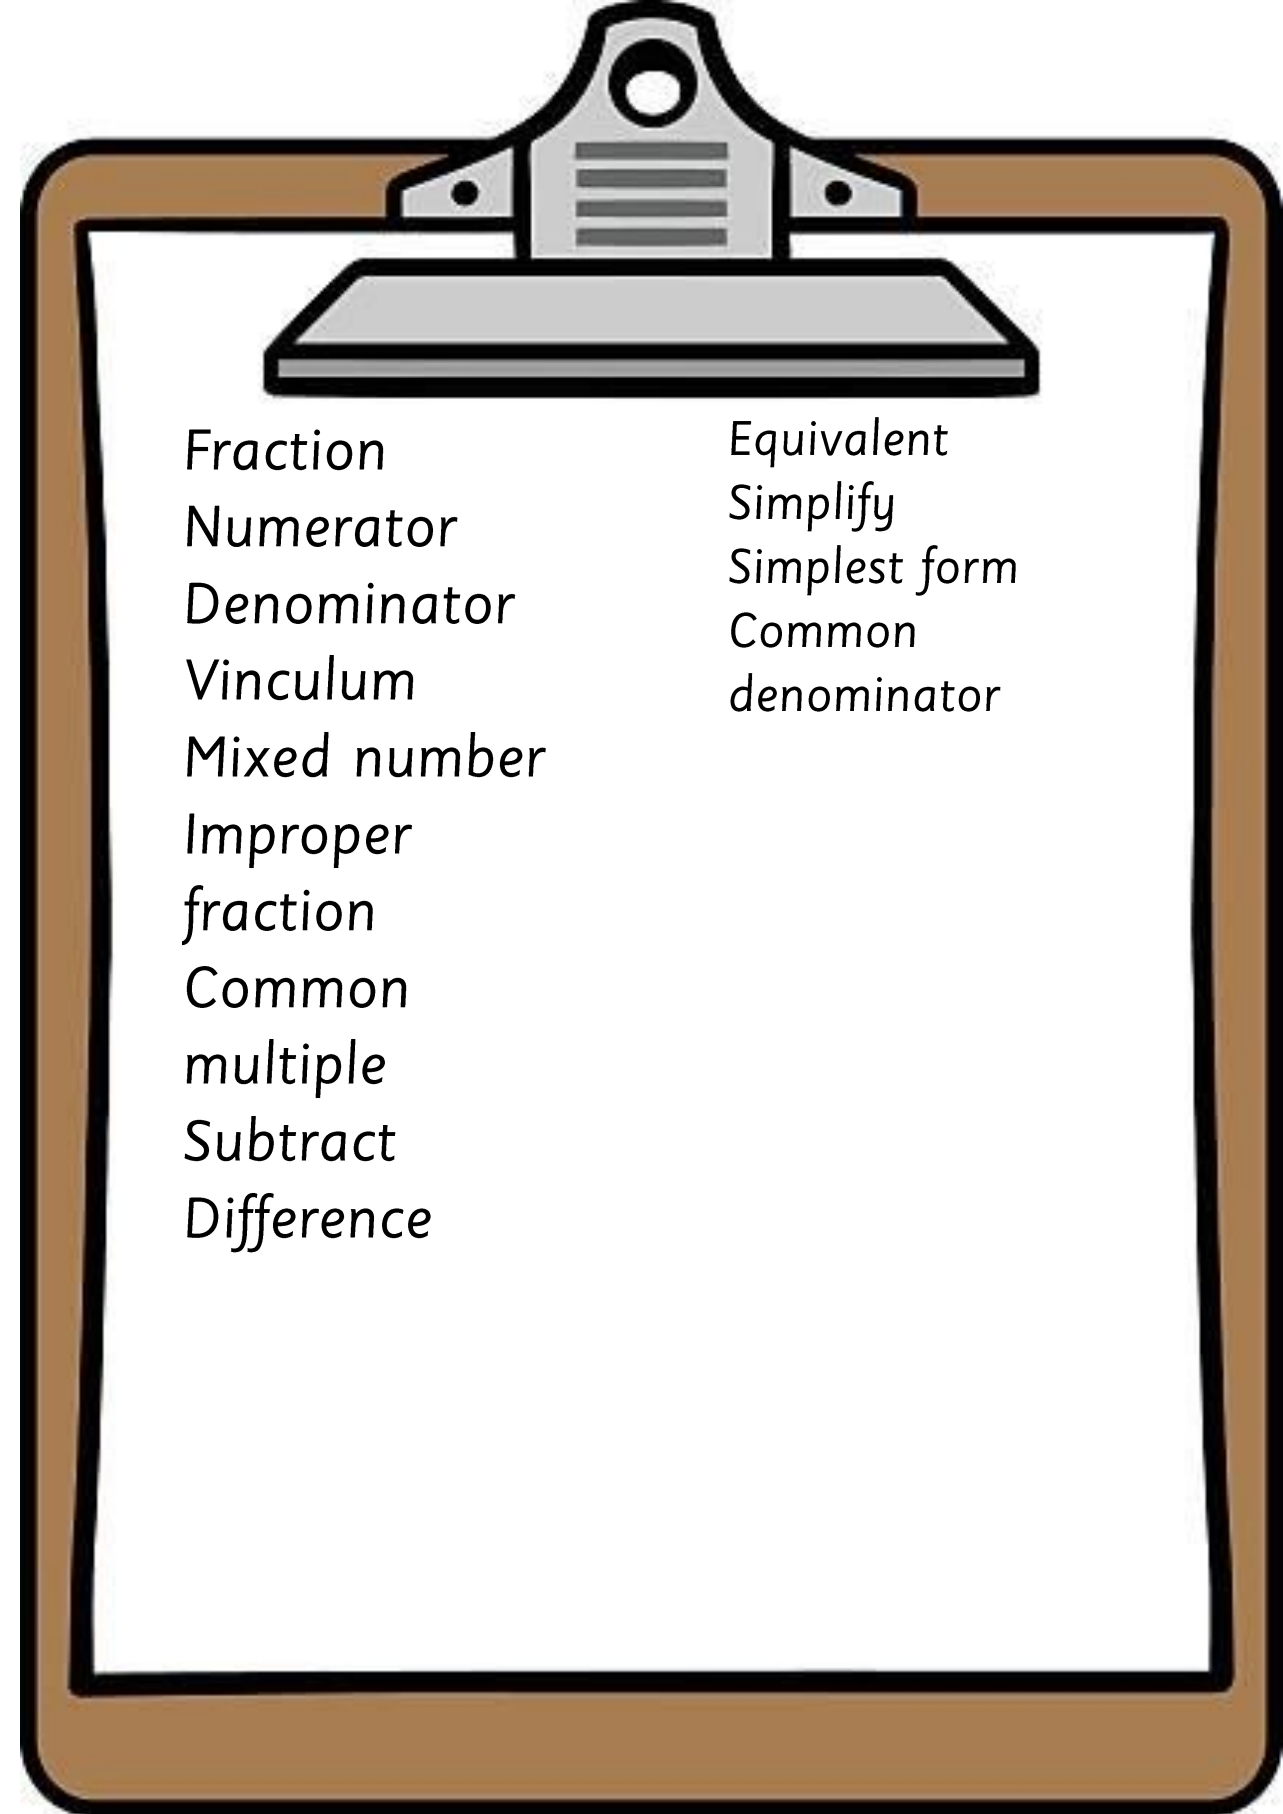 Fraction
Numerator
Denominator
Vinculum
Mixed number
Improper
fraction
Common
multiple
Subtract
Difference
Equivalent
Simplify
Simplest form
Common
denominator